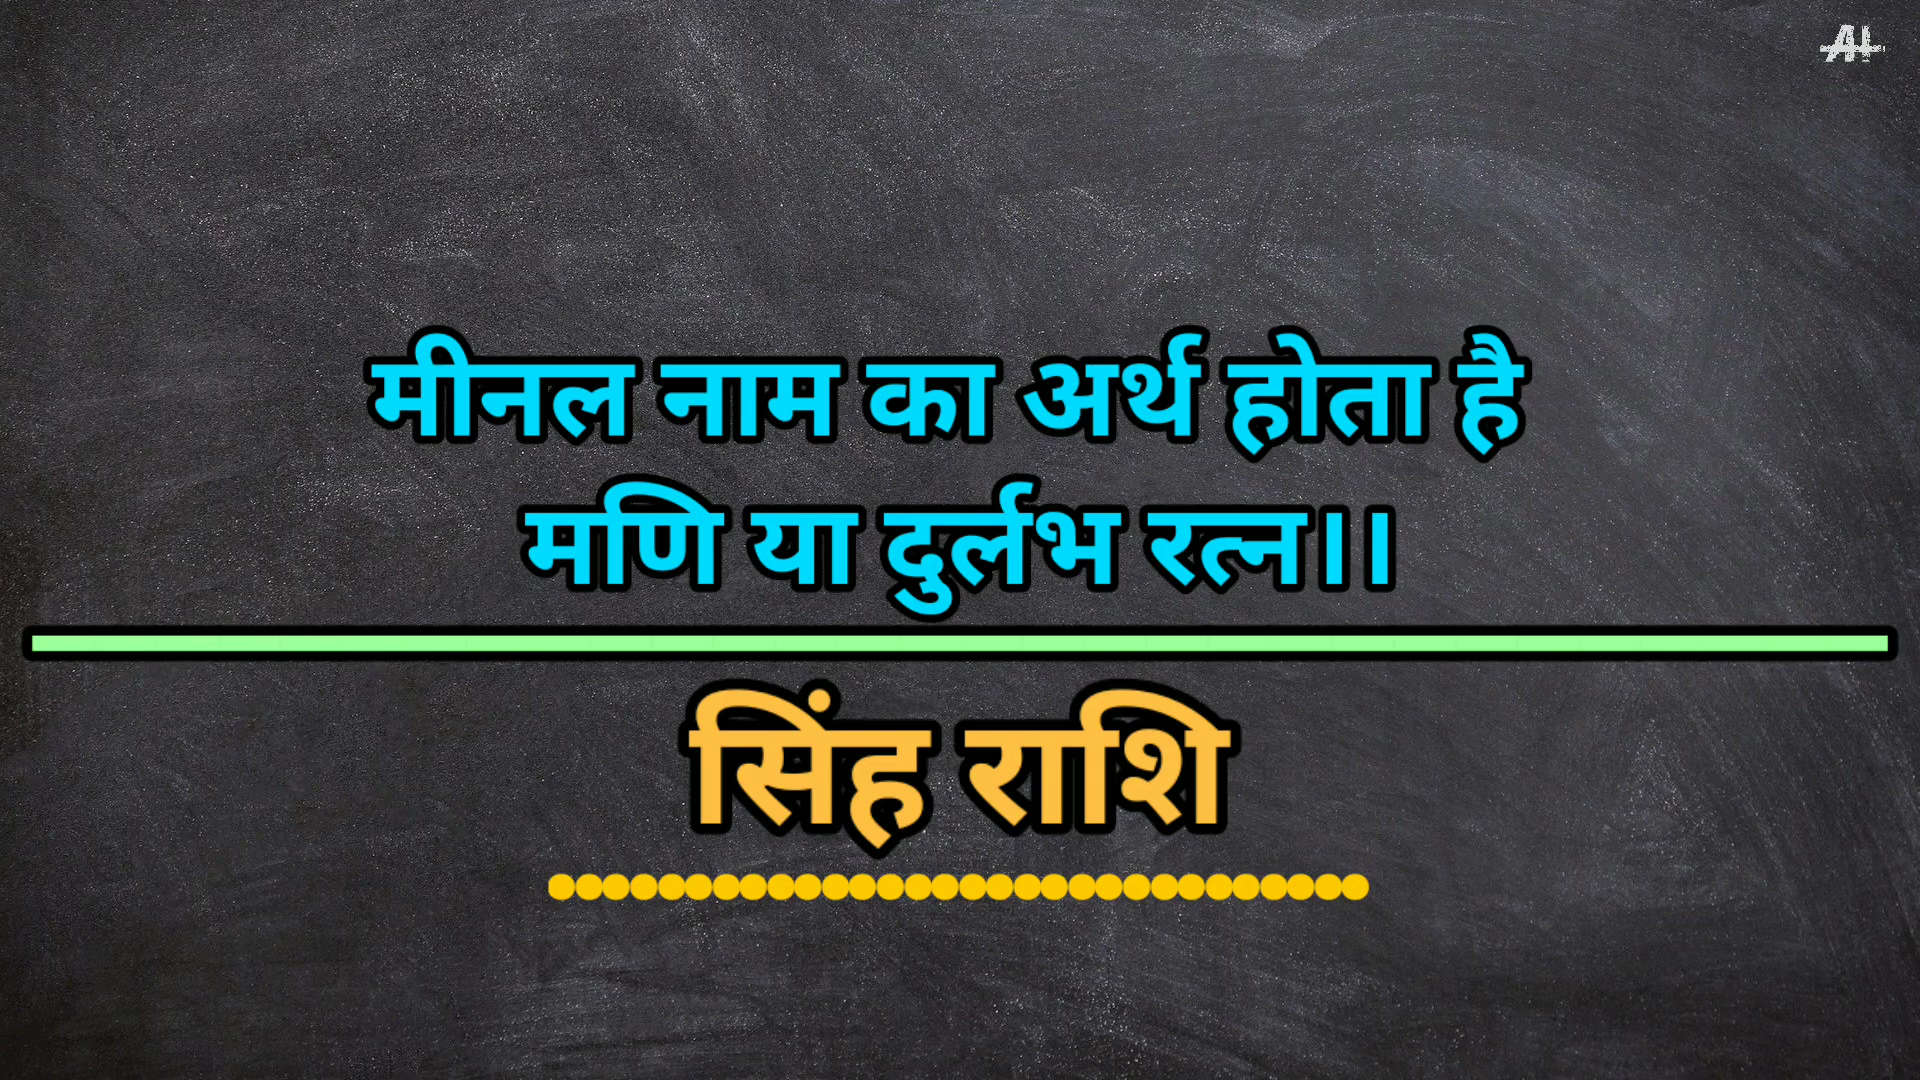 मीनल नाम का अर्थ होता है
मणि या दुर्लभ रत्न।।
सिंह राशि